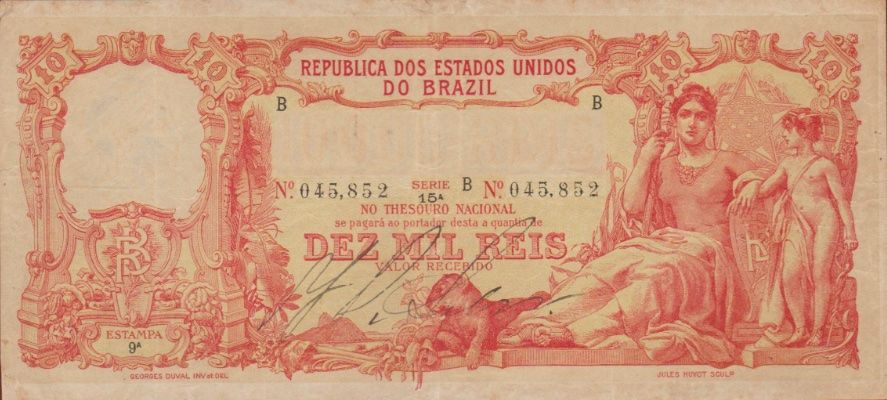 10 10 10 10
REPUBLICA DOS ESTADOS UNIDOS
DO BRAZIL
B B
Nº 045,852 SERIE B Nº 045,852
15ᴬ
NO THESOURO NACIONAL
se pagará ao portador desta a quantia de
DEZ MIL REIS
VALOR RECEBIDO
ESTAMPA
9ᴬ
GEORGES DUVAL INV et DEL
JULES HUYOT SCULP